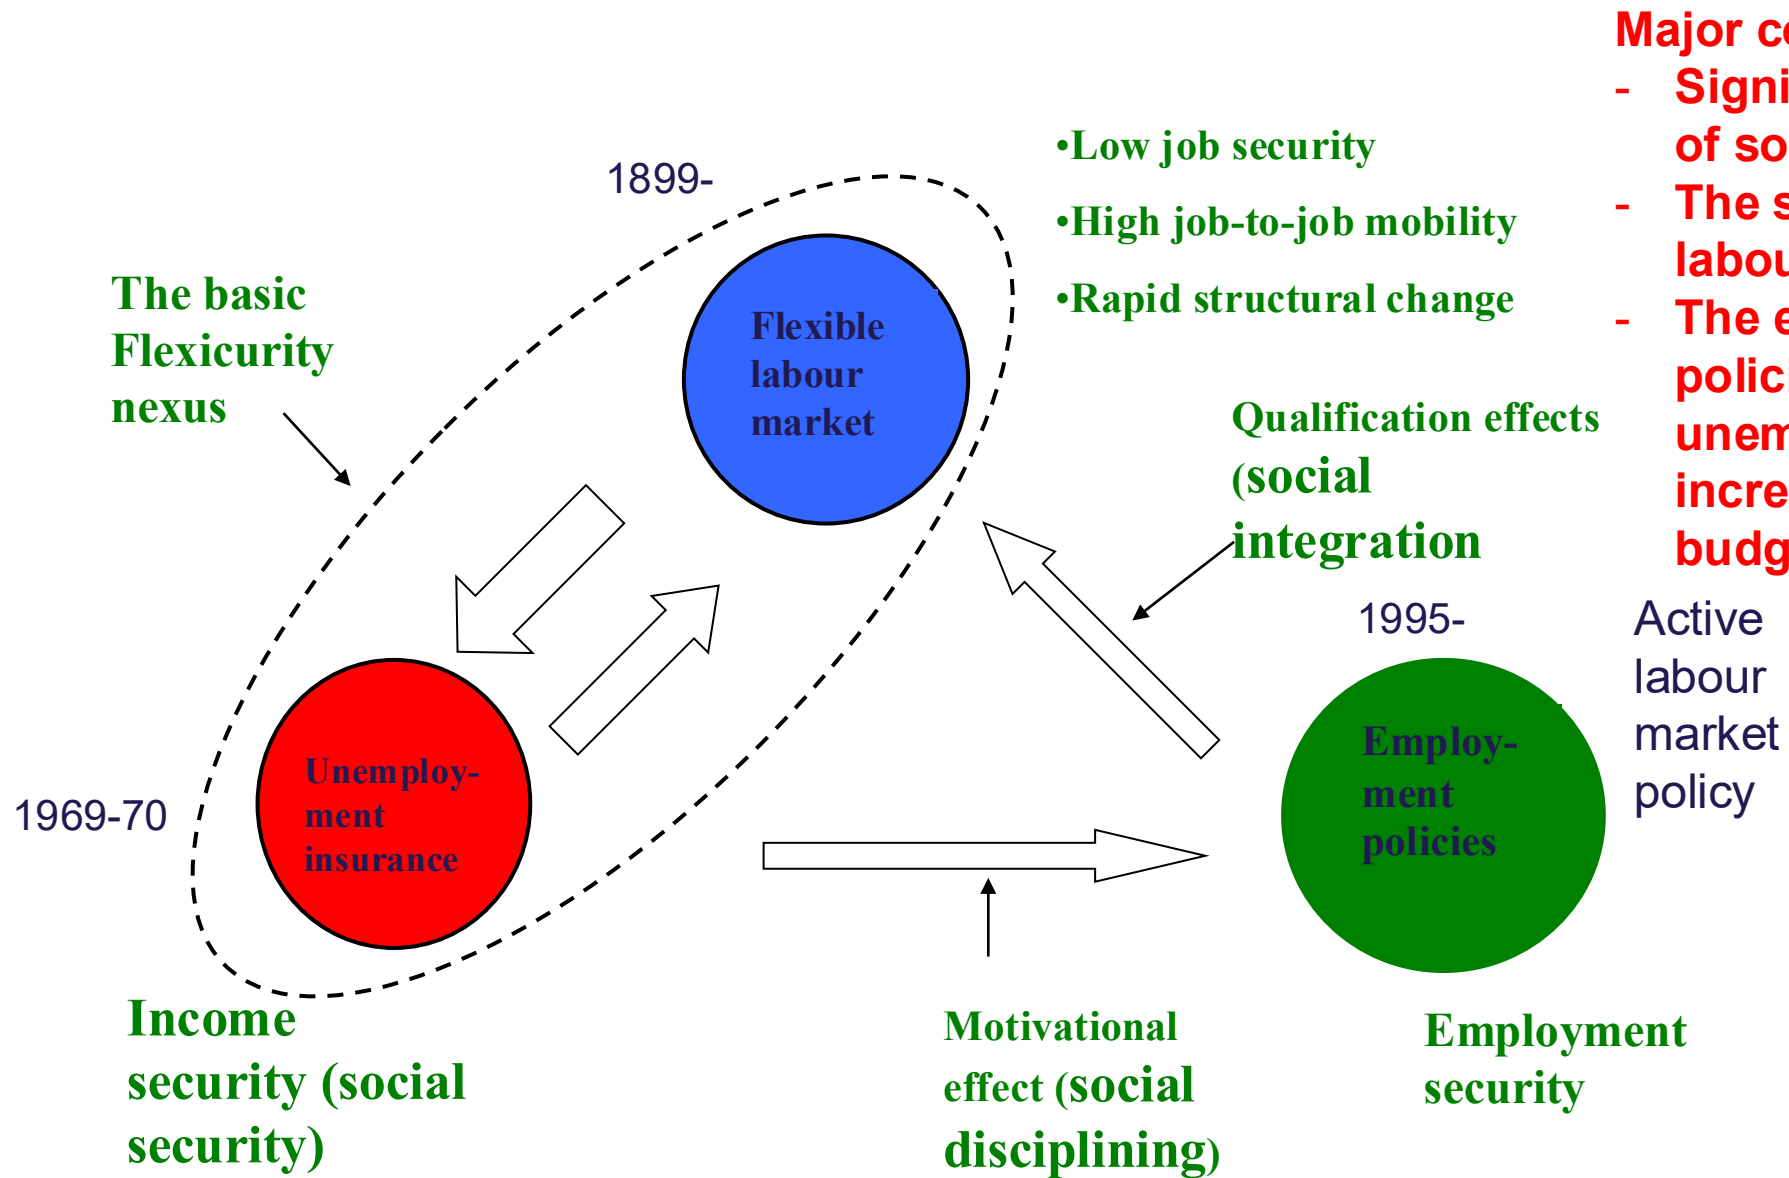 Major
- Signi
of so
- The s
labou
- The e
polici
unem
incre
budg
1899-
•Low job security
•High job-to-job mobility
•Rapid structural change
The basic
Flexicurity
nexus
Flexible
labour
market
Qualification effects
(social
integration
1995-
Active
labour
market
policy
1969-70
Unemploy-
ment
insurance
Employ-
ment
policies
Income
security (social
security)
Motivational
effect (social
disciplining)
Employment
security